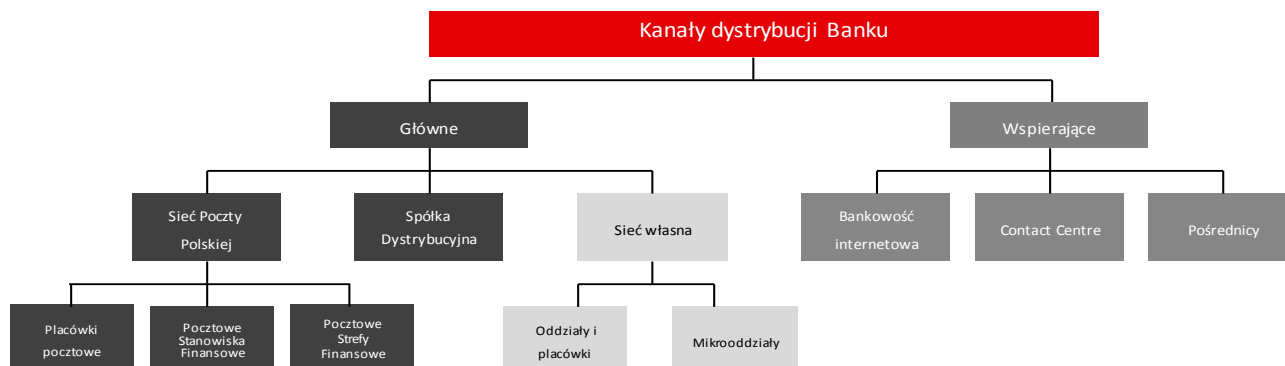 Kanały dystrybucji Banku
Główne
Wspierające
Sieć Poczty
Polskiej
Spółka
Dystrybucyjna
Sieć własna
Bankowość
internetowa
Contact Centre
Pośrednicy
Placówki
pocztowe
Pocztowe
Stanowiska
Finansowe
Pocztowe
Strefy
Finansowe
Oddziały i
placówki
Mikrooddziały